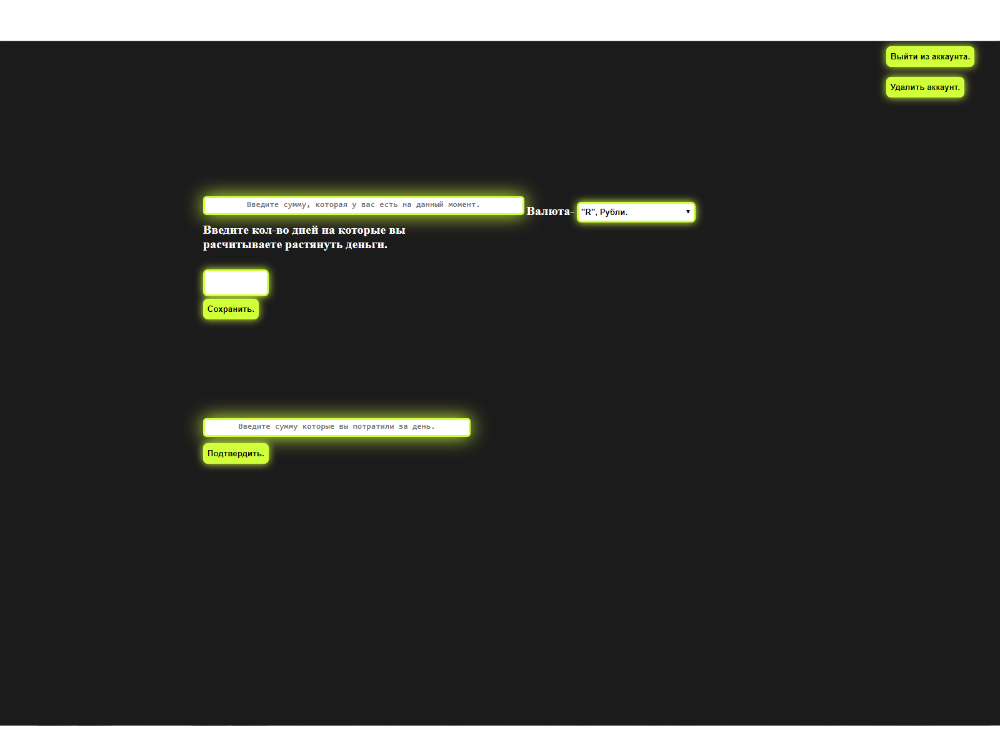 Выйти из аккаунта.
Удалить аккаунт.
Введите сумму, которая у вас есть на данный момент.
Валюта- "R", Рубли.
Введите кол-во дней на которые вы
расчитываете растянуть деньги.
Сохранить.
Введите сумму которые вы потратили за день.
Подтвердить.